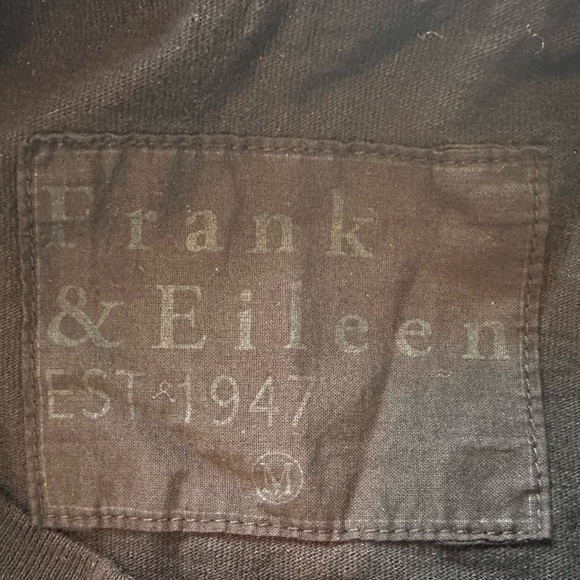 Frank
& Eileen
EST. 1947
M